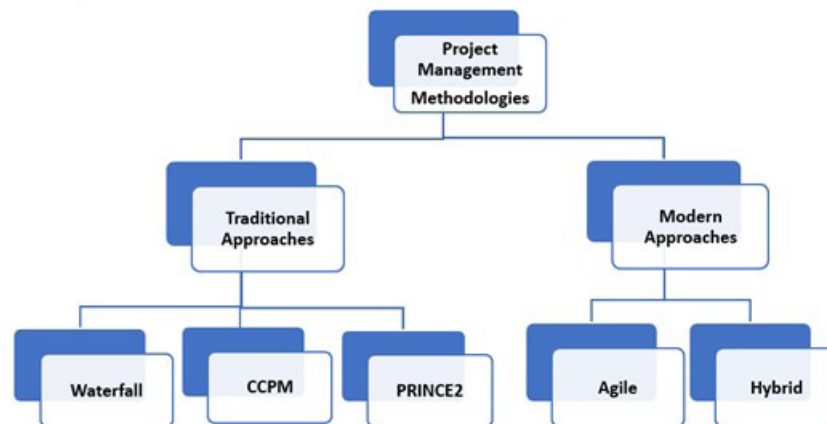 Project
Management
Methodologies
Traditional
Approaches
Modern
Approaches
Waterfall
CCPM
PRINCE2
Agile
Hybrid